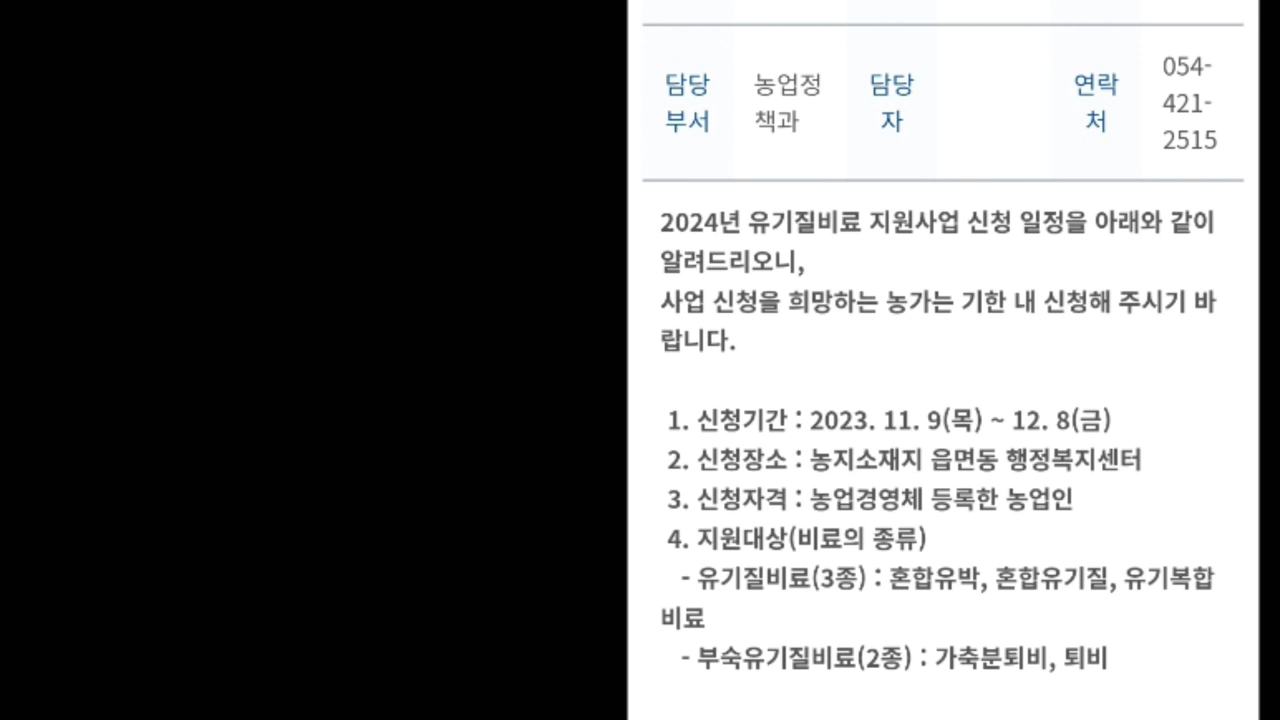 담당 부서 농업정책과 담당자 연락처 054-421-2515
2024년 유기질비료 지원사업 신청 일정을 아래와 같이
알려드리오니,
사업 신청을 희망하는 농가는 기한 내 신청해 주시기 바
랍니다.
1. 신청기간 : 2023. 11. 9(목) ~ 12. 8(금)
2. 신청장소 : 농지소재지 읍면동 행정복지센터
3. 신청자격 : 농업경영체 등록한 농업인
4. 지원대상(비료의 종류)
- 유기질비료(3종) : 혼합유박, 혼합유기질, 유기복합
비료
- 부숙유기질비료(2종) : 가축분퇴비, 퇴비